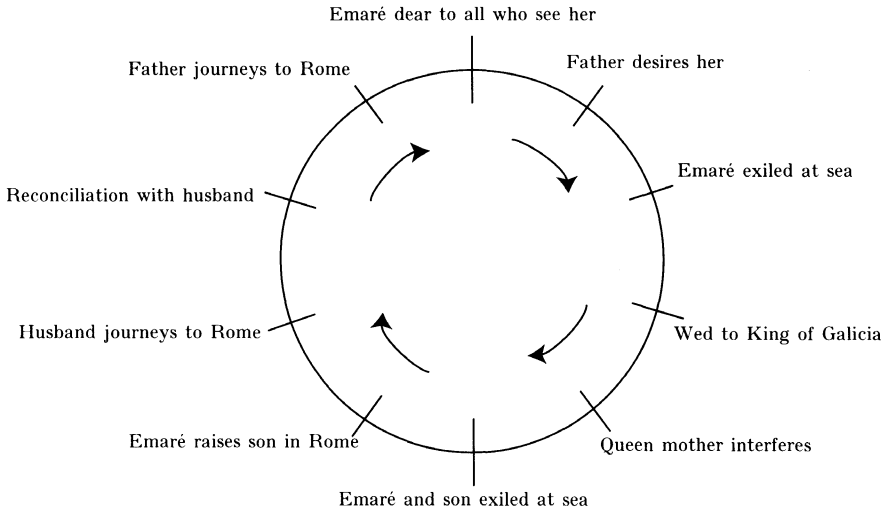 Emaré dear to all who see her
Father desires her
Emaré exiled at sea
Wed to King of Galicia
Queen mother interferes
Emaré and son exiled at sea
Emaré raises son in Rome
Husband journeys to Rome
Reconciliation with husband
Father journeys to Rome